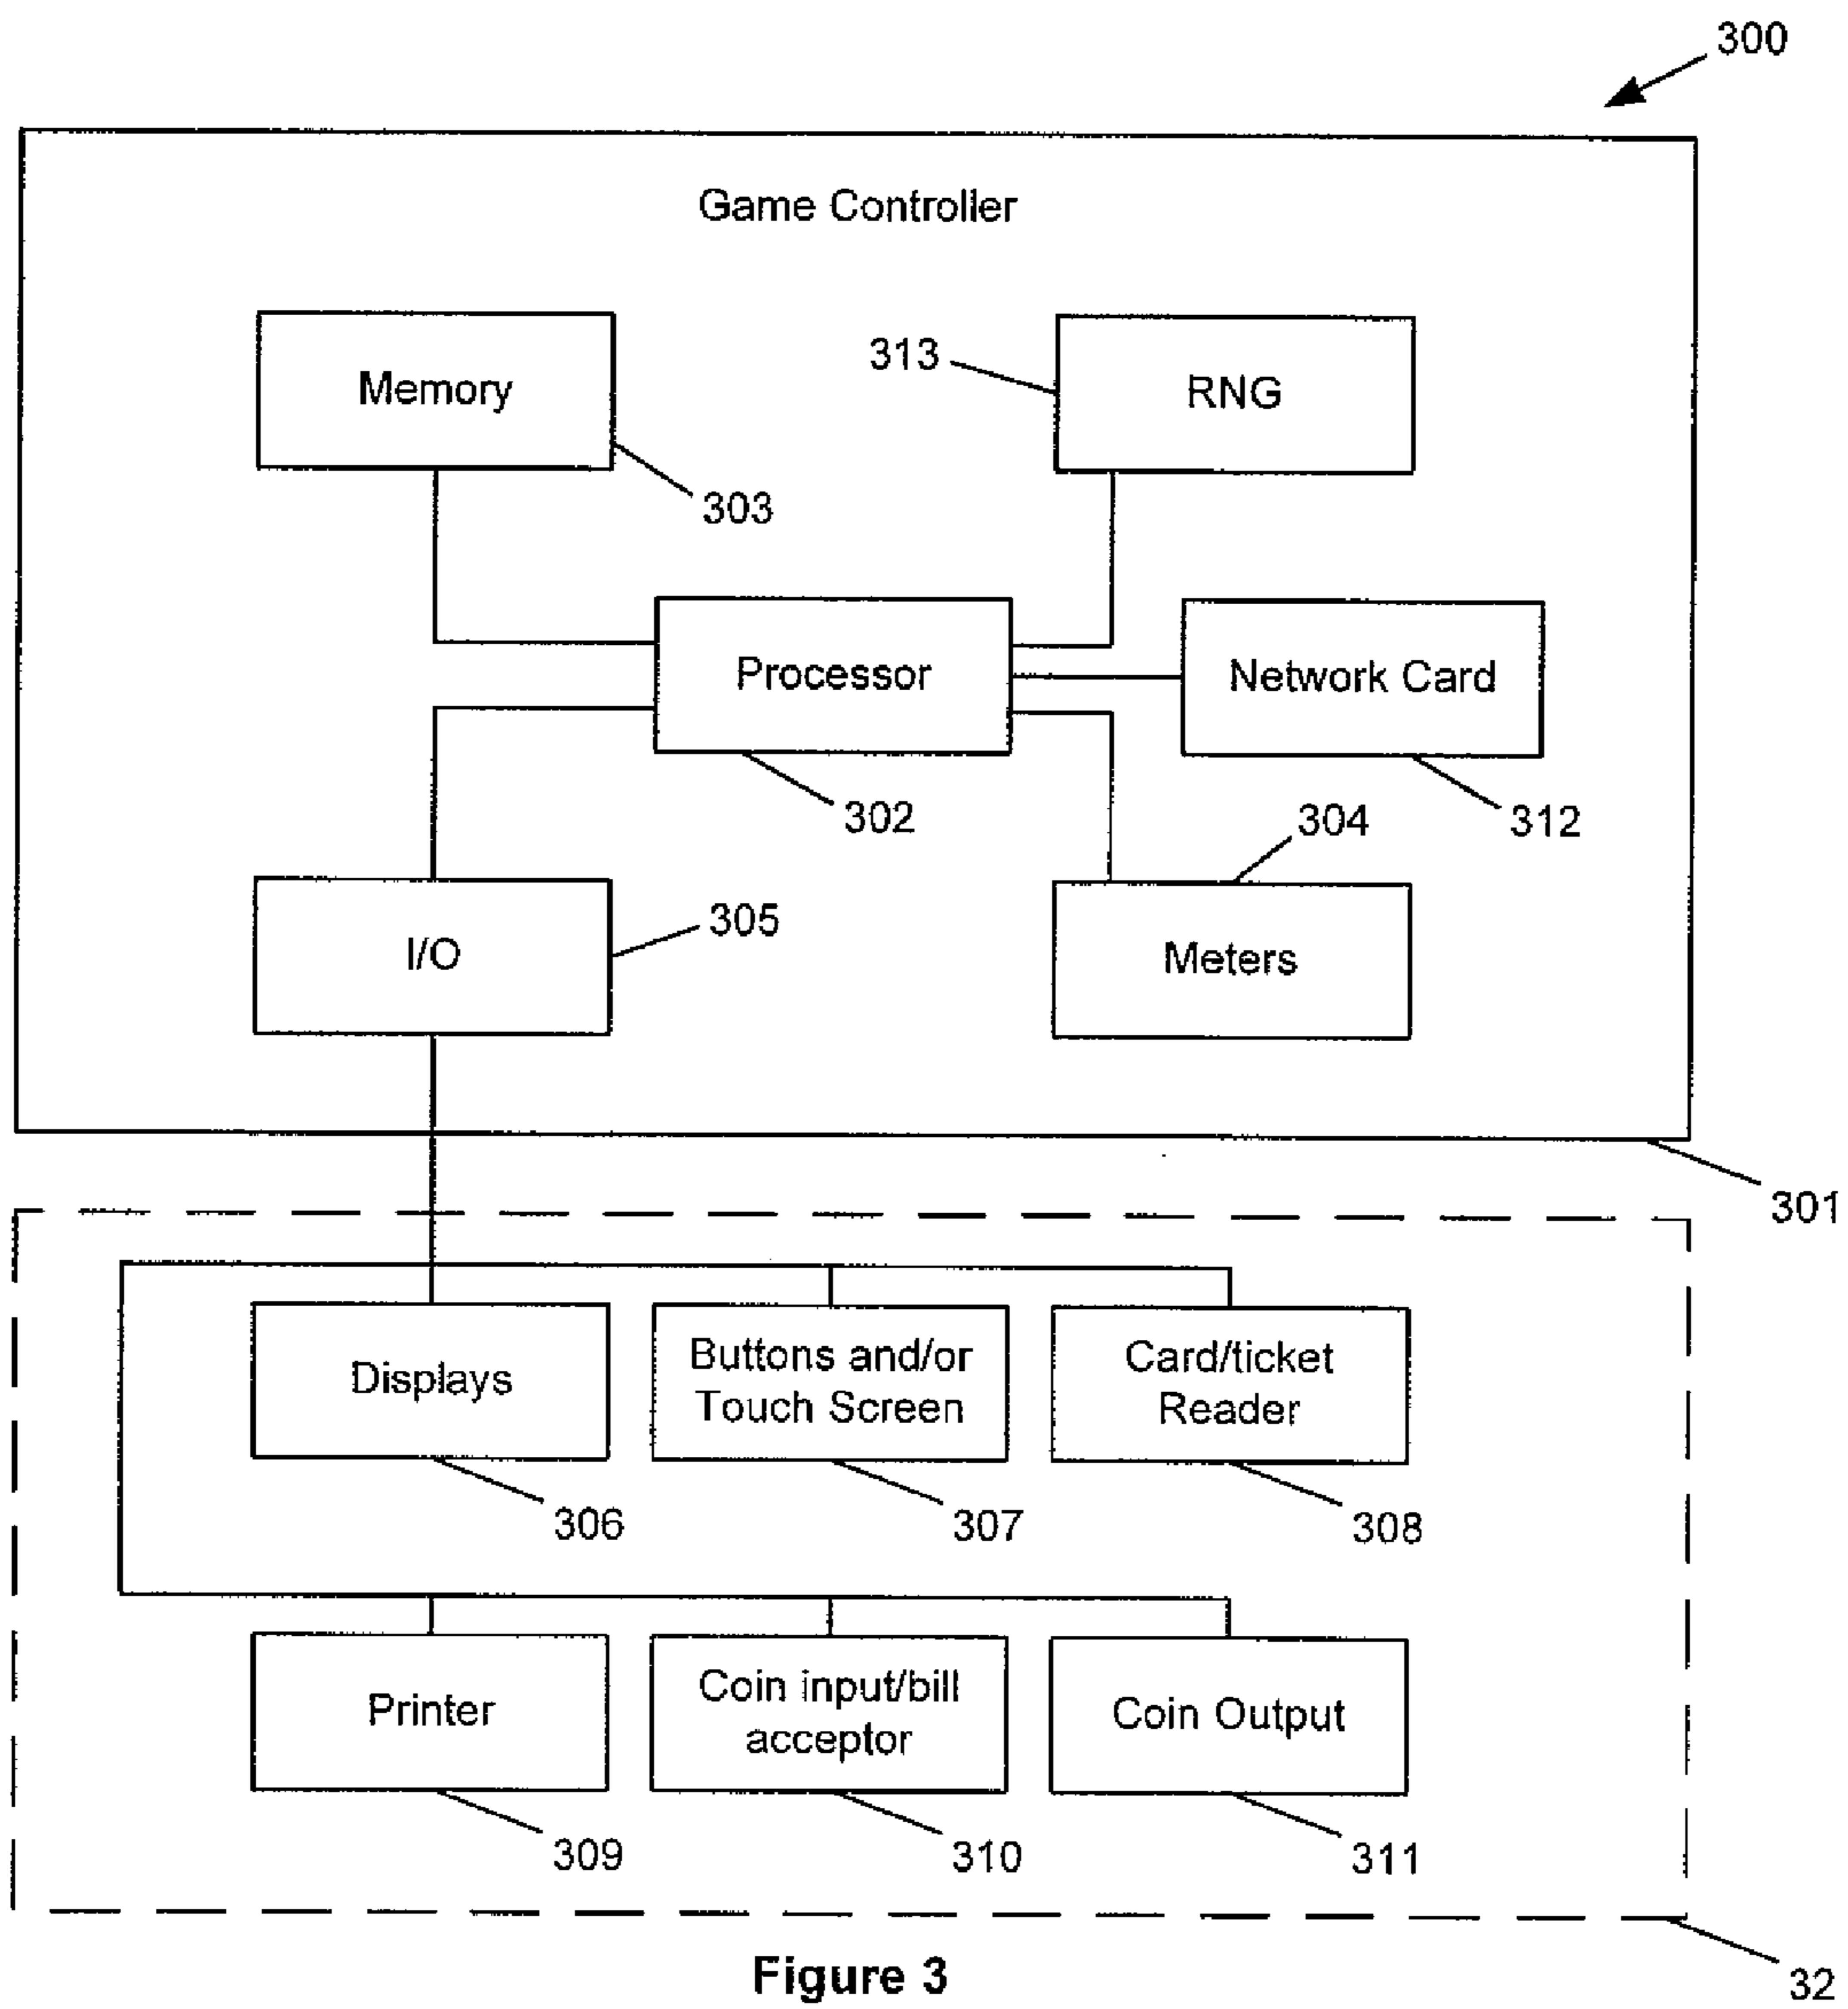 300
Game Controller
Memory
313
RNG
303
Processor
Network Card
302
304
312
I/O
305
Meters
301
Displays
Buttons and/or
Touch Screen
Card/ticket
Reader
306
307
308
Printer
Coin input/bill
acceptor
Coin Output
309
310
311
Figure 3
32